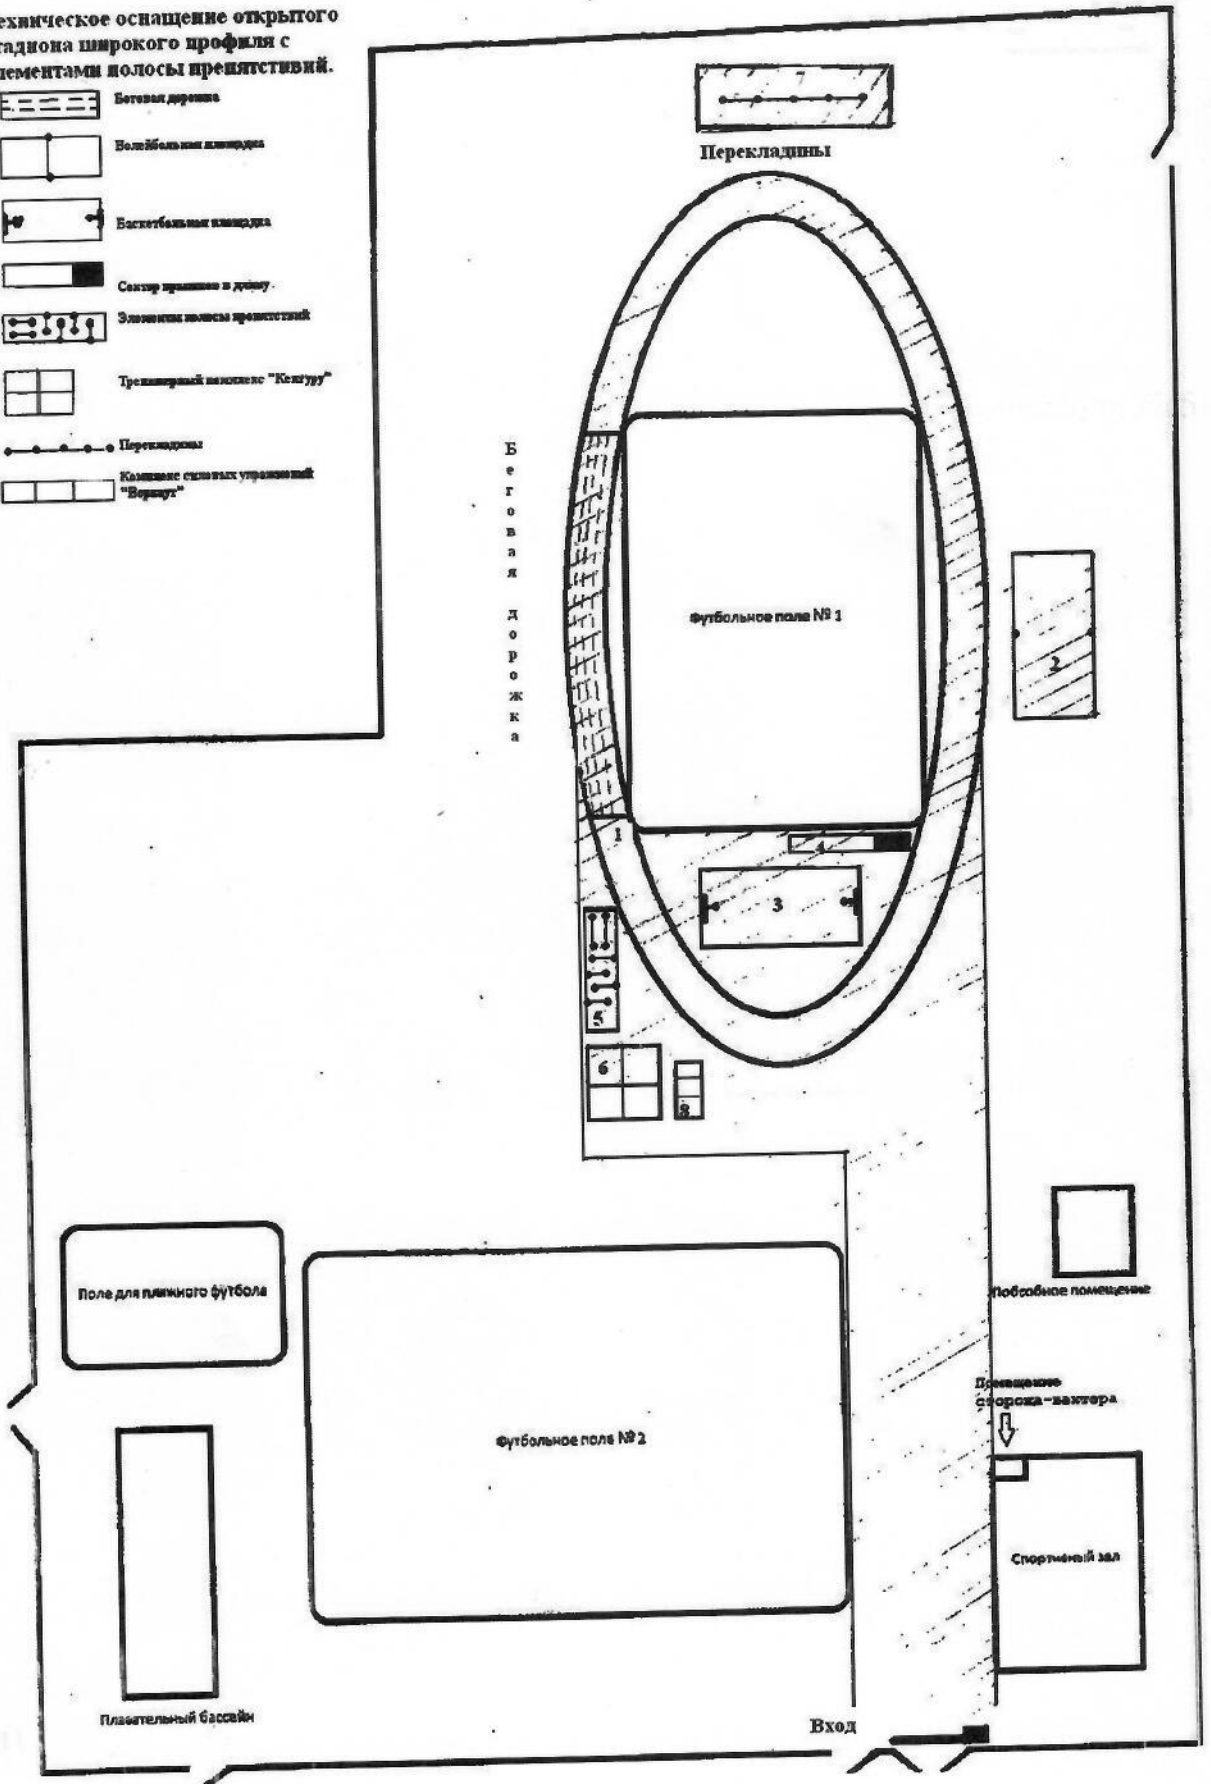 ехническое оснащение открытого
тадиона широкого профиля с
лементами полосы препятствий.
Беговая дорожка
Волейбольная площадка
Баскетбольная площадка
Сектор прыжков в длину.
Элементы полосы препятствий
Тренажерный комплекс "Кенгуру"
Перекладины
Комплекс силовых упражнений
"Воркаут"
7
Перекладины
Беговая дорожка
Футбольное поле № 1
2
1
4
3
5
6
8
Подсобное помещение
Поле для пляжного футбола
Помещение
сторожа-вахтера
Футбольное поле № 2
Спортивный зал
Плавательный бассейн
Вход